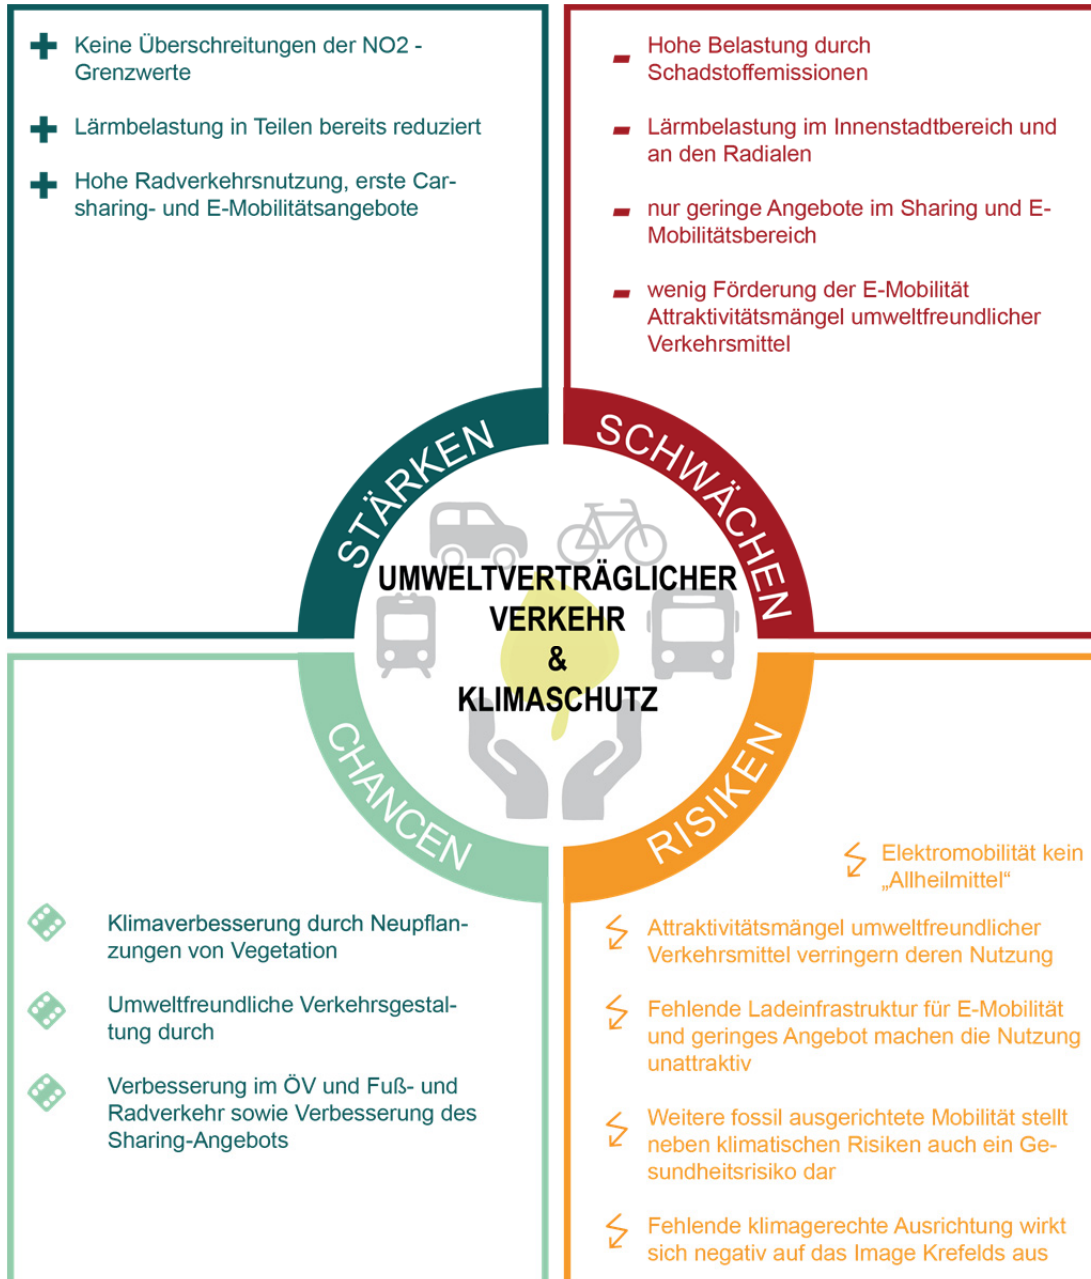 Keine Überschreitungen der NO2 -
Grenzwerte
Lärmbelastung in Teilen bereits reduziert
Hohe Radverkehrsnutzung, erste Car-
sharing- und E-Mobilitätsangebote
Hohe Belastung durch
Schadstoffemissionen
Lärmbelastung im Innenstadtbereich und
an den Radialen
nur geringe Angebote im Sharing und E-
Mobilitätsbereich
wenig Förderung der E-Mobilität
Attraktivitätsmängel umweltfreundlicher
Verkehrsmittel
STÄRKEN
SCHWÄCHEN
UMWELTVERTRÄGLICHER
VERKEHR
&
KLIMASCHUTZ
CHANCEN
RISIKEN
Klimaverbesserung durch Neupflan-
zungen von Vegetation
Umweltfreundliche Verkehrsgestal-
tung durch
Verbesserung im ÖV und Fuß- und
Radverkehr sowie Verbesserung des
Sharing-Angebots
Elektromobilität kein
„Allheilmittel“
Attraktivitätsmängel umweltfreundlicher
Verkehrsmittel verringern deren Nutzung
Fehlende Ladeinfrastruktur für E-Mobilität
und geringes Angebot machen die Nutzung
unattraktiv
Weitere fossil ausgerichtete Mobilität stellt
neben klimatischen Risiken auch ein Ge-
sundheitsrisiko dar
Fehlende klimagerechte Ausrichtung wirkt
sich negativ auf das Image Krefelds aus